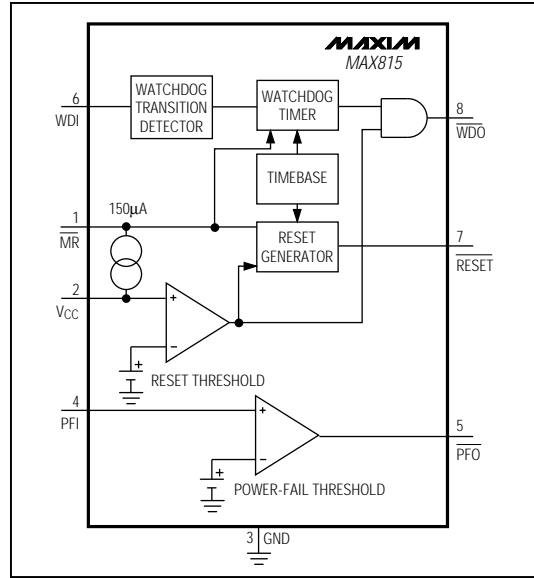 MAXIM
MAX815
6
WDI
WATCHDOG
TRANSITION
DETECTOR
WATCHDOG
TIMER
8
WDO
TIMEBASE
150μA
1
MR
RESET
GENERATOR
7
RESET
2
VCC
+
−
+
RESET THRESHOLD
4
PFI
+
−
5
PFO
+
POWER-FAIL THRESHOLD
3 GND